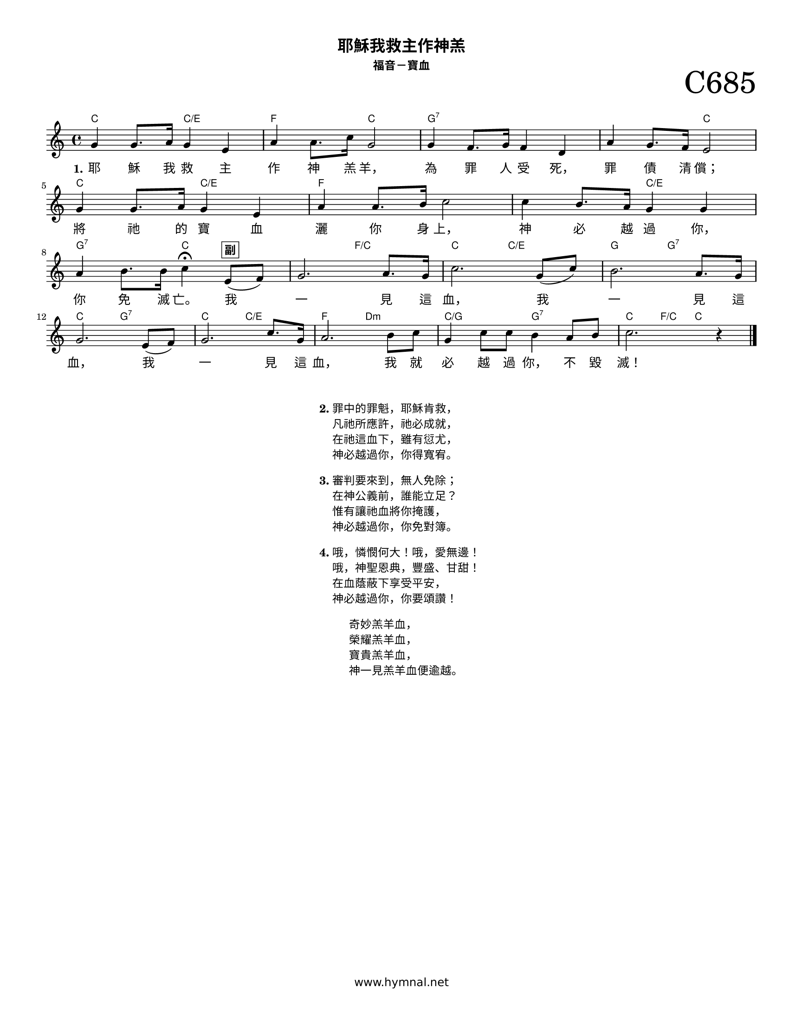 耶穌我救主作神羔
福音－寶血
C685
C C/E F C G7 C
1. 耶 穌 我 救 主 作 神 羔 羊， 為 罪 人 受 死， 罪 債 清 償；
5 C C/E F C/E
將 祂 的 寶 血 灑 你 身 上， 神 必 越 過 你，
8 G7 C 副 F/C C C/E G G7
你 免 滅 亡。 我 一 見 這 血， 我 一 見 這
12 C G7 C C/E F Dm C/G G7 C F/C C
血， 我 一 見 這 血， 我 就 必 越 過 你， 不 毀 滅！
2. 罪中的罪魁，耶穌肯救，
凡祂所應許，祂必成就，
在祂這血下，雖有愆尤，
神必越過你，你得寬宥。
3. 審判要來到，無人免除；
在神公義前，誰能立足？
惟有讓祂血將你掩護，
神必越過你，你免對簿。
4. 哦，憐憫何大！哦，愛無邊！
哦，神聖恩典，豐盛、甘甜！
在血蔭蔽下享受平安，
神必越過你，你要頌讚！
奇妙羔羊血，
榮耀羔羊血，
寶貴羔羊血，
神一見羔羊血便逾越。
www.hymnal.net